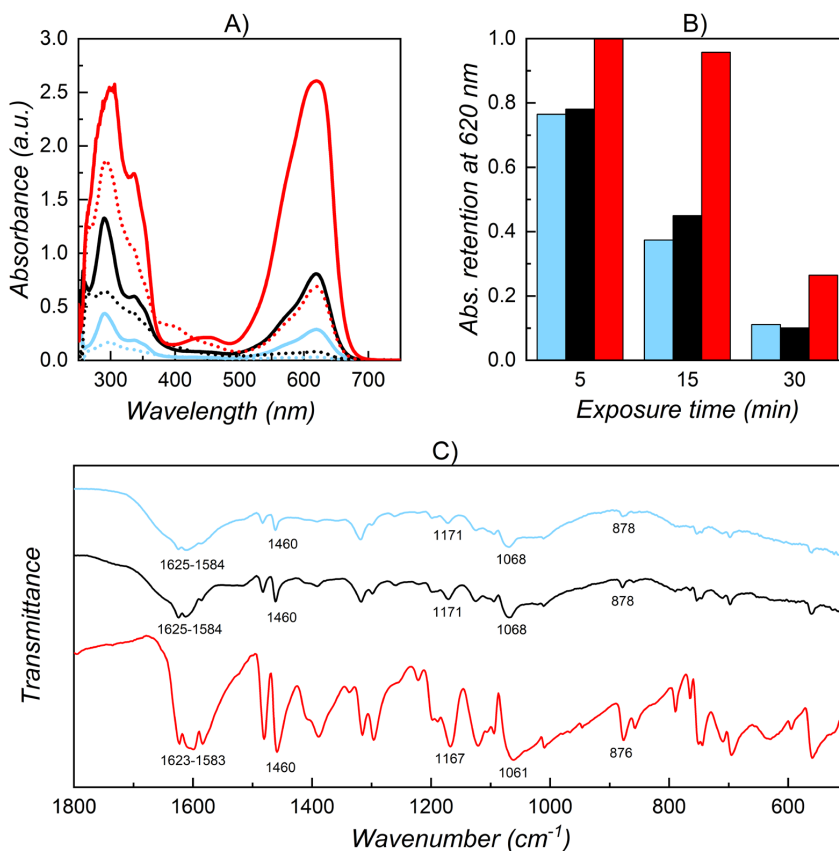 A)
3.0
2.5
2.0
1.5
1.0
0.5
0.0
Absorbance (a.u.)
300 400 500 600 700
Wavelength (nm)
B)
1.0
0.8
0.6
0.4
0.2
0.0
Abs. retention at 620 nm
5 15 30
Exposure time (min)
C)
Transmittance
1625-1584 1460 1171 1068 878
1625-1584 1460 1171 1068 878
1623-1583 1460 1167 1061 876
1800 1600 1400 1200 1000 800 600
Wavenumber (cm⁻¹)